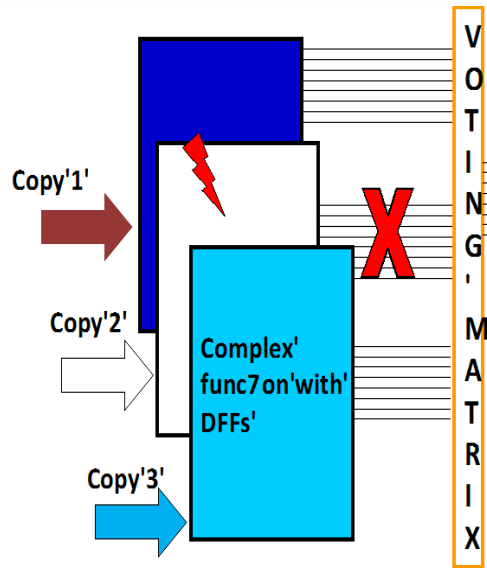 Copy'1'
Copy'2'
Copy'3'
Complex'
func7on'with'
DFFs'
V
O
T
I
N
G
'
M
A
T
R
I
X
X